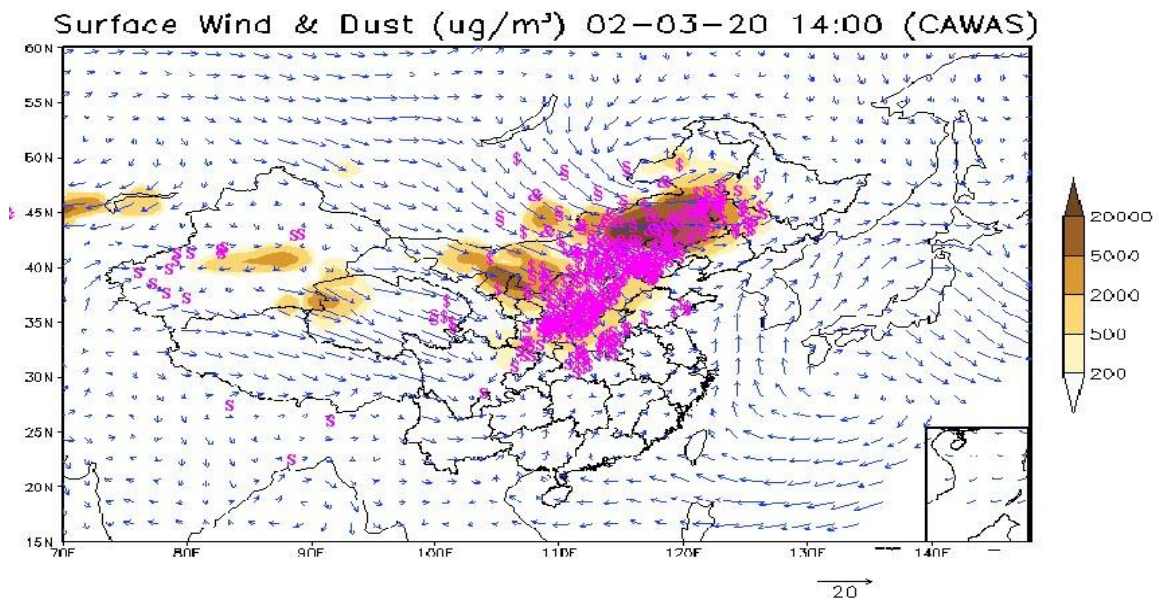 Surface Wind & Dust (ug/m³) 02-03-20 14:00 (CAWAS)
60N
55N
50N
45N
40N
35N
30N
25N
20N
15N
70E 80E 90E 100E 110E 120E 130E 140E
20000
5000
2000
500
200
20